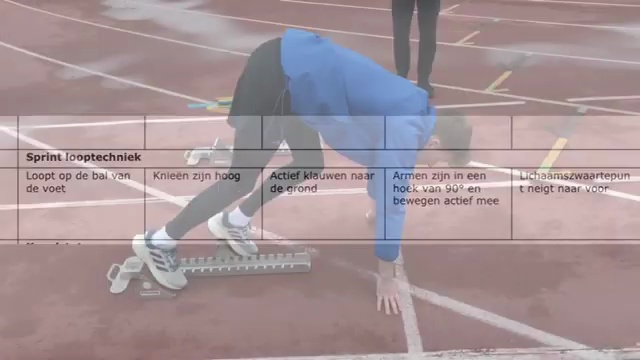 Sprint looptechniek
Loopt op de bal van
de voet
Knieën zijn hoog
Actief klauwen naar
de grond
Armen zijn in een
hoek van 90° en
bewegen actief mee
Lichaamszwaartepun
t neigt naar voor